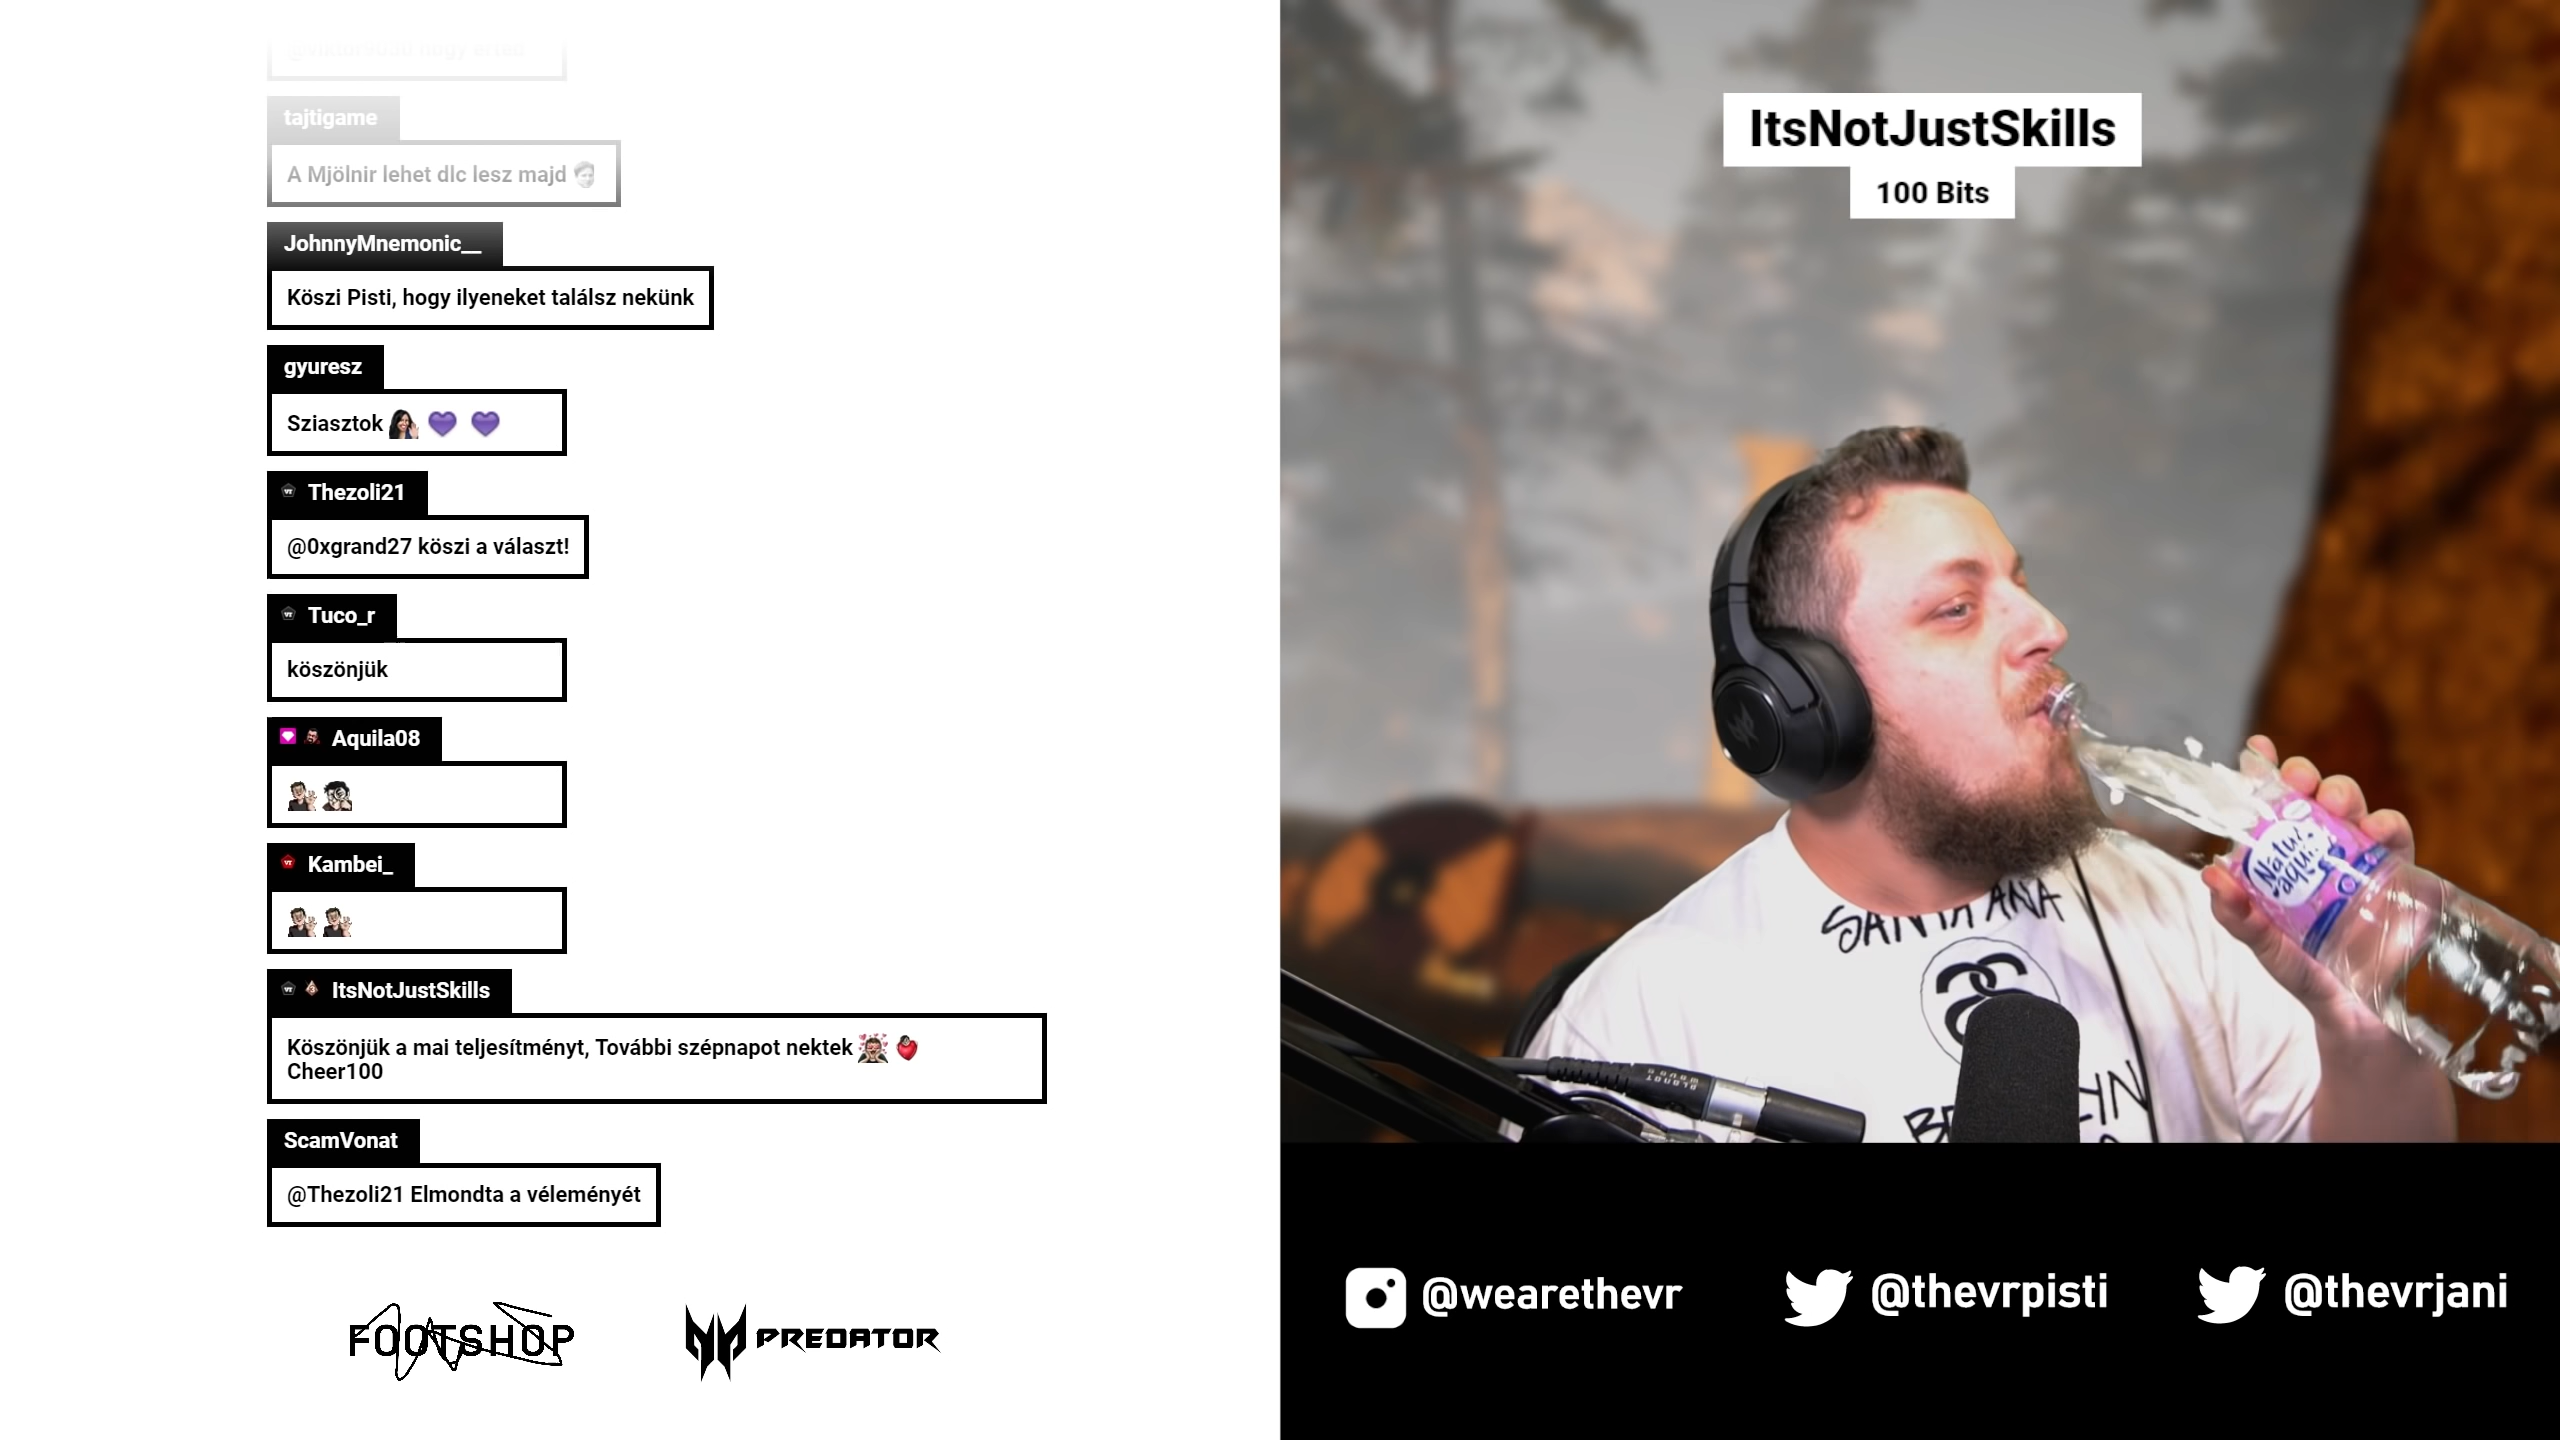 tajtigame
A Mjölnir lehet dlc lesz majd
JohnnyMnemonic__
Köszi Pisti, hogy ilyeneket találsz nekünk
gyuresz
Sziasztok
Thezoli21
@0xgrand27 köszi a választ!
Tuco_r
köszönjük
Aquila08
Kambei_
ItsNotJustSkills
Köszönjük a mai teljesítményt, További szépnapot nektek
Cheer100
ScamVonat
@Thezoli21 Elmondta a véleményét
FOOTSHOP
PREDATOR
ItsNotJustSkills
100 Bits
SANTA ANA
@wearethevr
@thevrpisti
@thevrjani